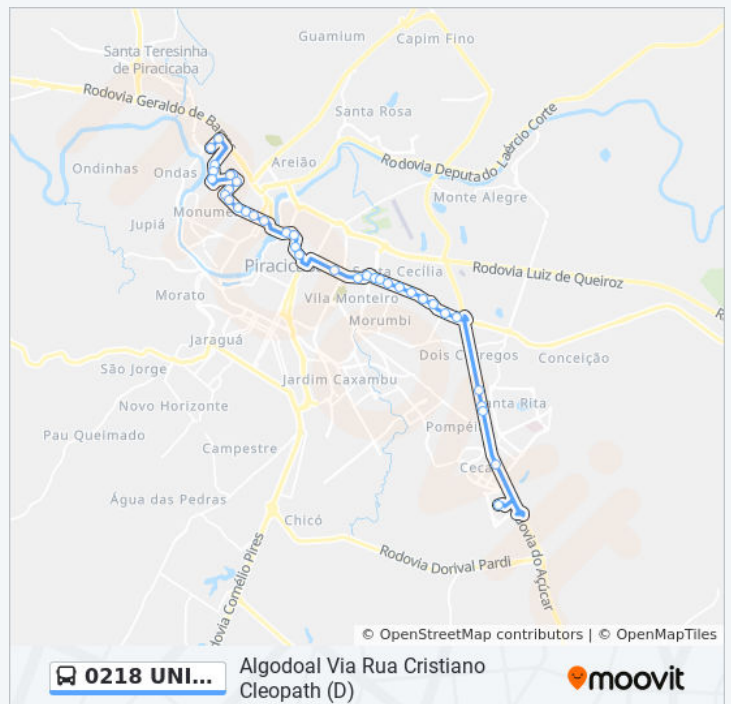 Guamium
Capim Fino
Santa Teresinha
de Piracicaba
Rodovia Geraldo de Barros
Santa Rosa
Rodovia Deputado Laércio Corte
Areião
Ondinhas
Ondas
Monte Alegre
Monume
Jupiá
Piracica
Santa Cecília
Rodovia Luiz de Queiroz
Morato
Vila Monteiro
Morumbi
Jaraguá
Dois Córregos
Conceição
São Jorge
Jardim Caxambu
Novo Horizonte
Santa Rita
Pau Queimado
Pompéi
Campestre
Ceca
Água das Pedras
Chicó
Rodovia do Açúcar
Rodovia Dorival Pardi
Rodovia Cornélio Pires
© OpenStreetMap contributors | © OpenMapTiles
0218 UNI...
Algodoal Via Rua Cristiano
Cleopath (D)
moovit